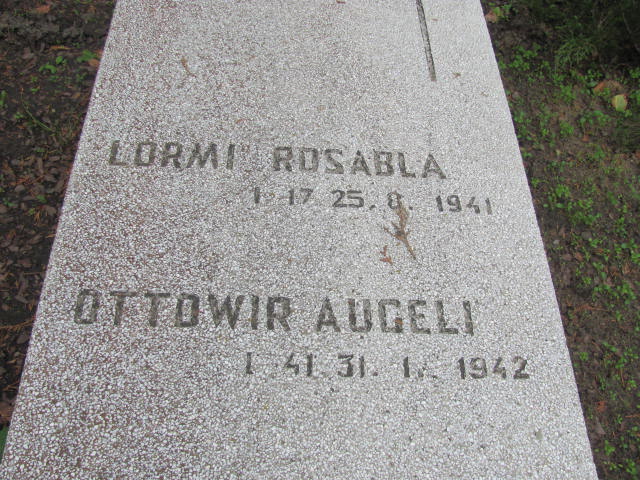 LORMI ROSABLA
I 17 25. 8. 1941
OTTOWIR AUGELI
I 41 31. 1. 1942